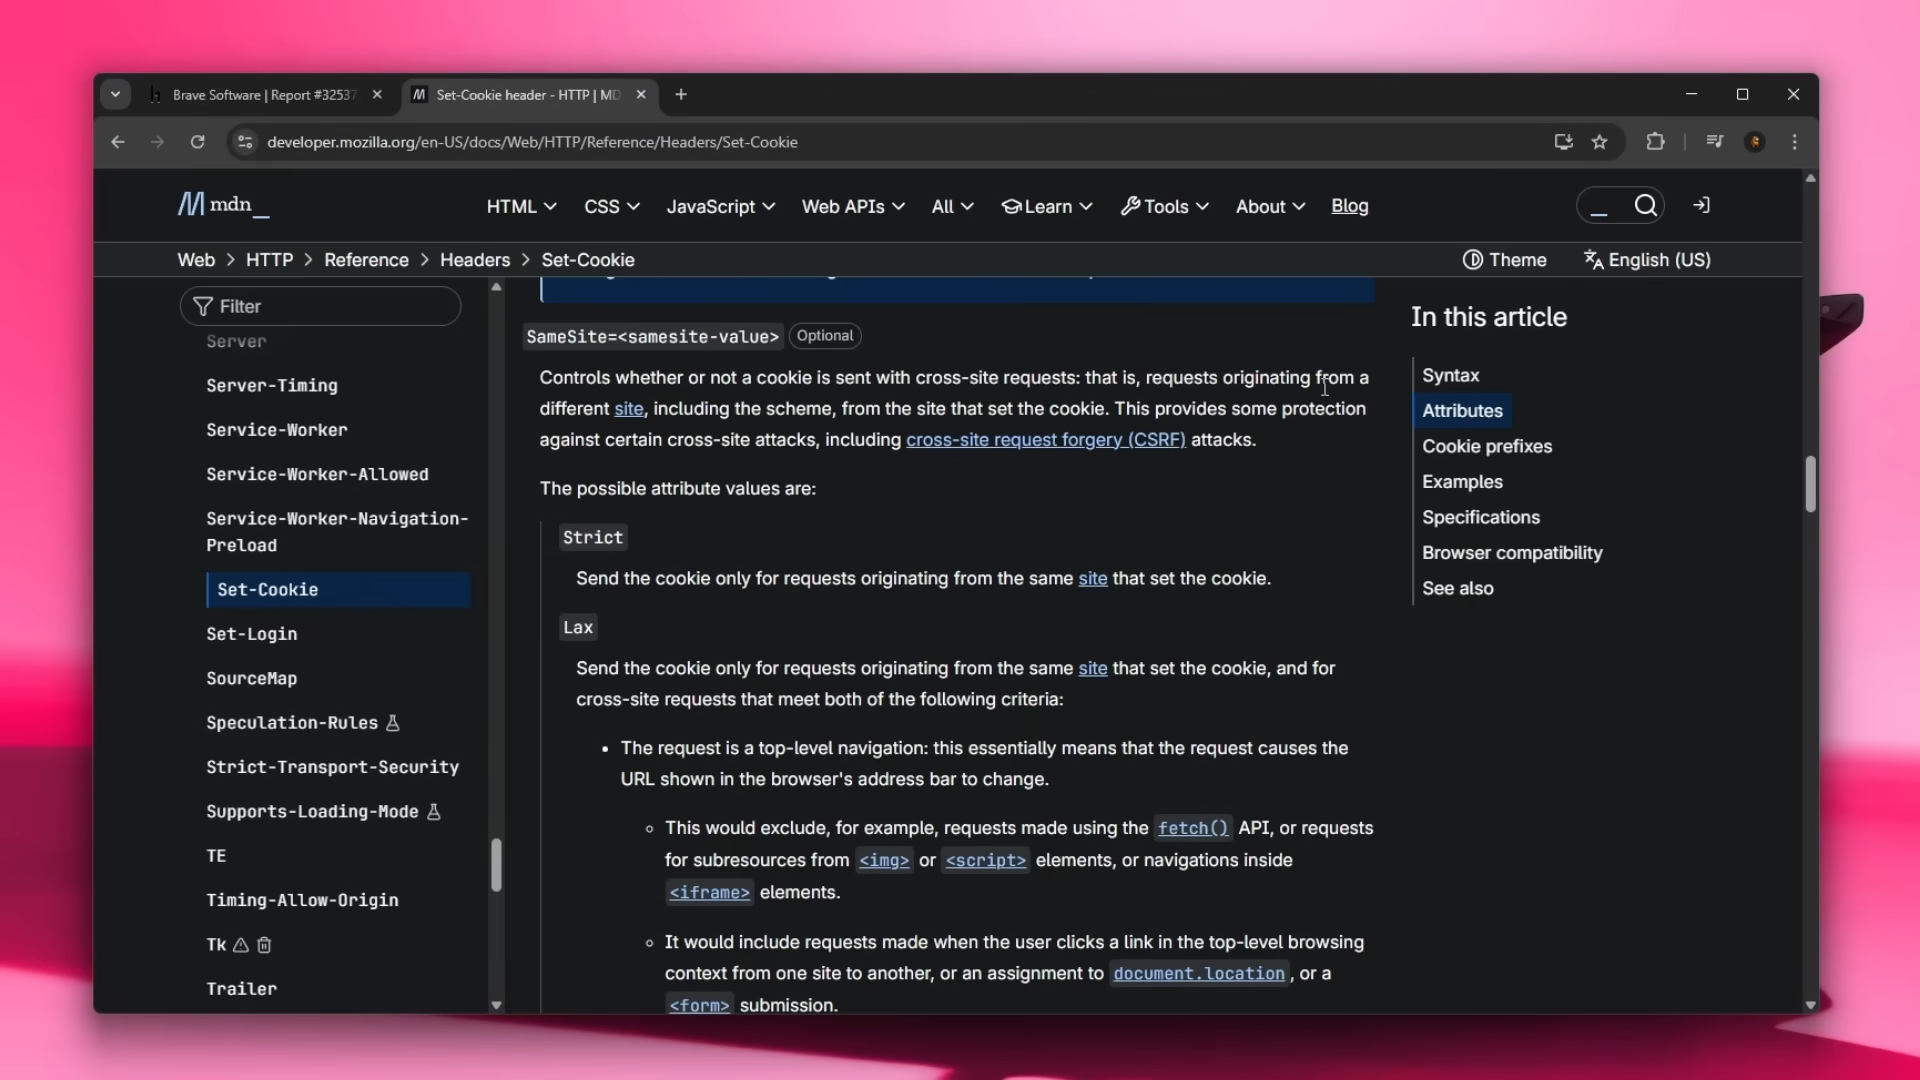 Brave Software | Report #32537
Set-Cookie header - HTTP | MD
developer.mozilla.org/en-US/docs/Web/HTTP/Reference/Headers/Set-Cookie
mdn_
HTML
CSS
JavaScript
Web APIs
All
Learn
Tools
About
Blog
Web > HTTP > Reference > Headers > Set-Cookie
Theme
English (US)
Filter
Server
Server-Timing
Service-Worker
Service-Worker-Allowed
Service-Worker-Navigation-
Preload
Set-Cookie
Set-Login
SourceMap
Speculation-Rules
Strict-Transport-Security
Supports-Loading-Mode
TE
Timing-Allow-Origin
Tk
Trailer
SameSite=<samesite-value> Optional
Controls whether or not a cookie is sent with cross-site requests: that is, requests originating from a
different site, including the scheme, from the site that set the cookie. This provides some protection
against certain cross-site attacks, including cross-site request forgery (CSRF) attacks.
The possible attribute values are:
Strict
Send the cookie only for requests originating from the same site that set the cookie.
Lax
Send the cookie only for requests originating from the same site that set the cookie, and for
cross-site requests that meet both of the following criteria:
• The request is a top-level navigation: this essentially means that the request causes the
URL shown in the browser's address bar to change.
◦ This would exclude, for example, requests made using the fetch() API, or requests
for subresources from <img> or <script> elements, or navigations inside
<iframe> elements.
◦ It would include requests made when the user clicks a link in the top-level browsing
context from one site to another, or an assignment to document.location, or a
<form> submission.
In this article
Syntax
Attributes
Cookie prefixes
Examples
Specifications
Browser compatibility
See also